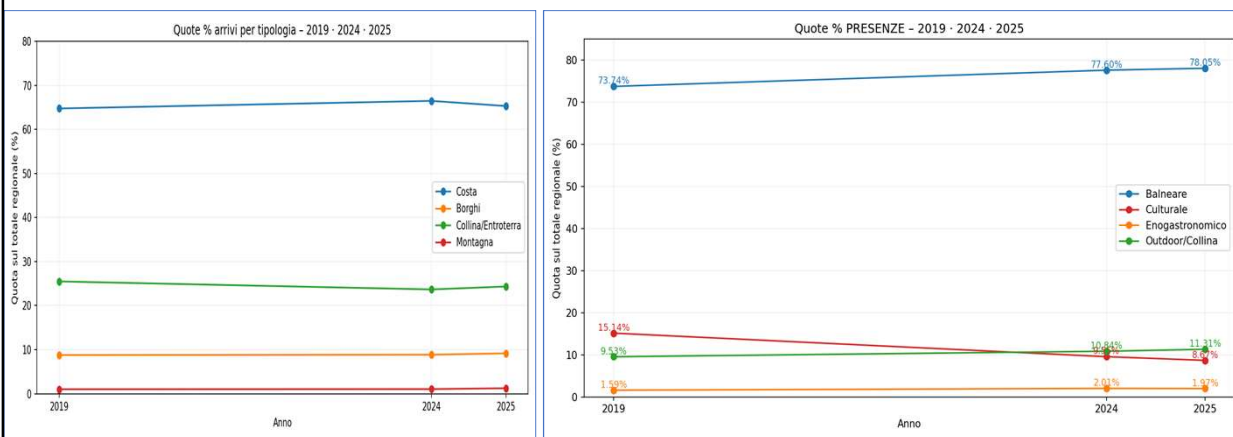 Quote % arrivi per tipologia – 2019 · 2024 · 2025
Quota sul totale regionale (%)
80
70
60
50
40
30
20
10
0
Costa
Borghi
Collina/Entroterra
Montagna
2019
2024
2025
Anno
Quote % PRESENZE – 2019 · 2024 · 2025
Quota sul totale regionale (%)
80
70
60
50
40
30
20
10
0
73.74%
77.60%
78.05%
Balneare
Culturale
Enogastronomico
Outdoor/Collina
15.14%
9.53%
10.84%
11.31%
8.67%
1.59%
2.01%
1.97%
2019
2024
2025
Anno